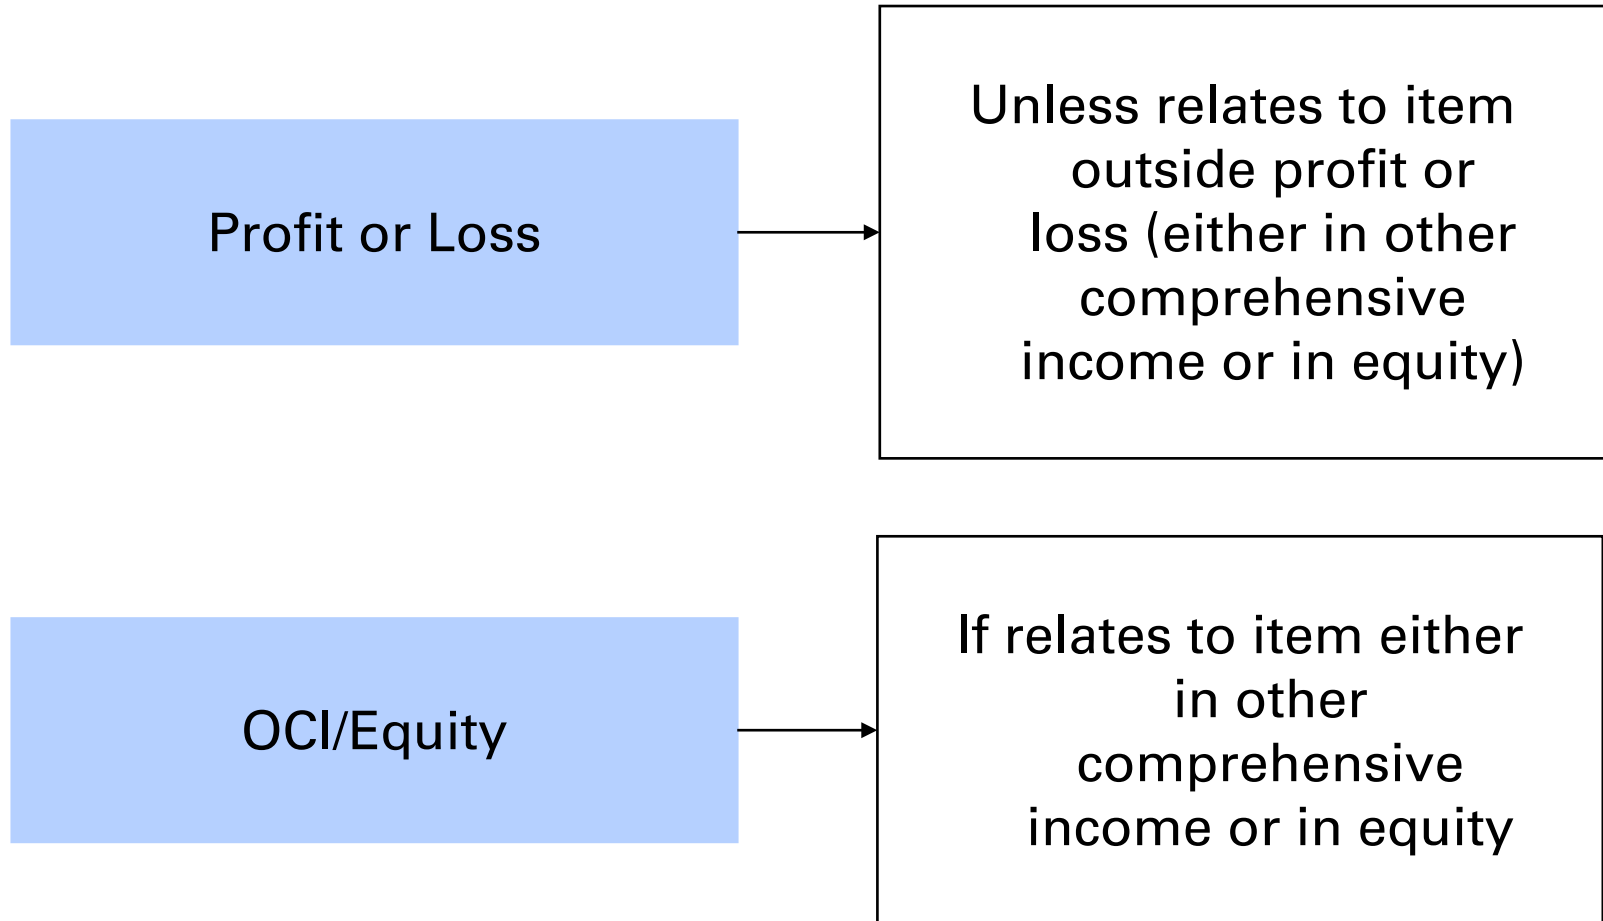 Profit or Loss
Unless relates to item
outside profit or
loss (either in other
comprehensive
income or in equity)
OCI/Equity
If relates to item either
in other
comprehensive
income or in equity